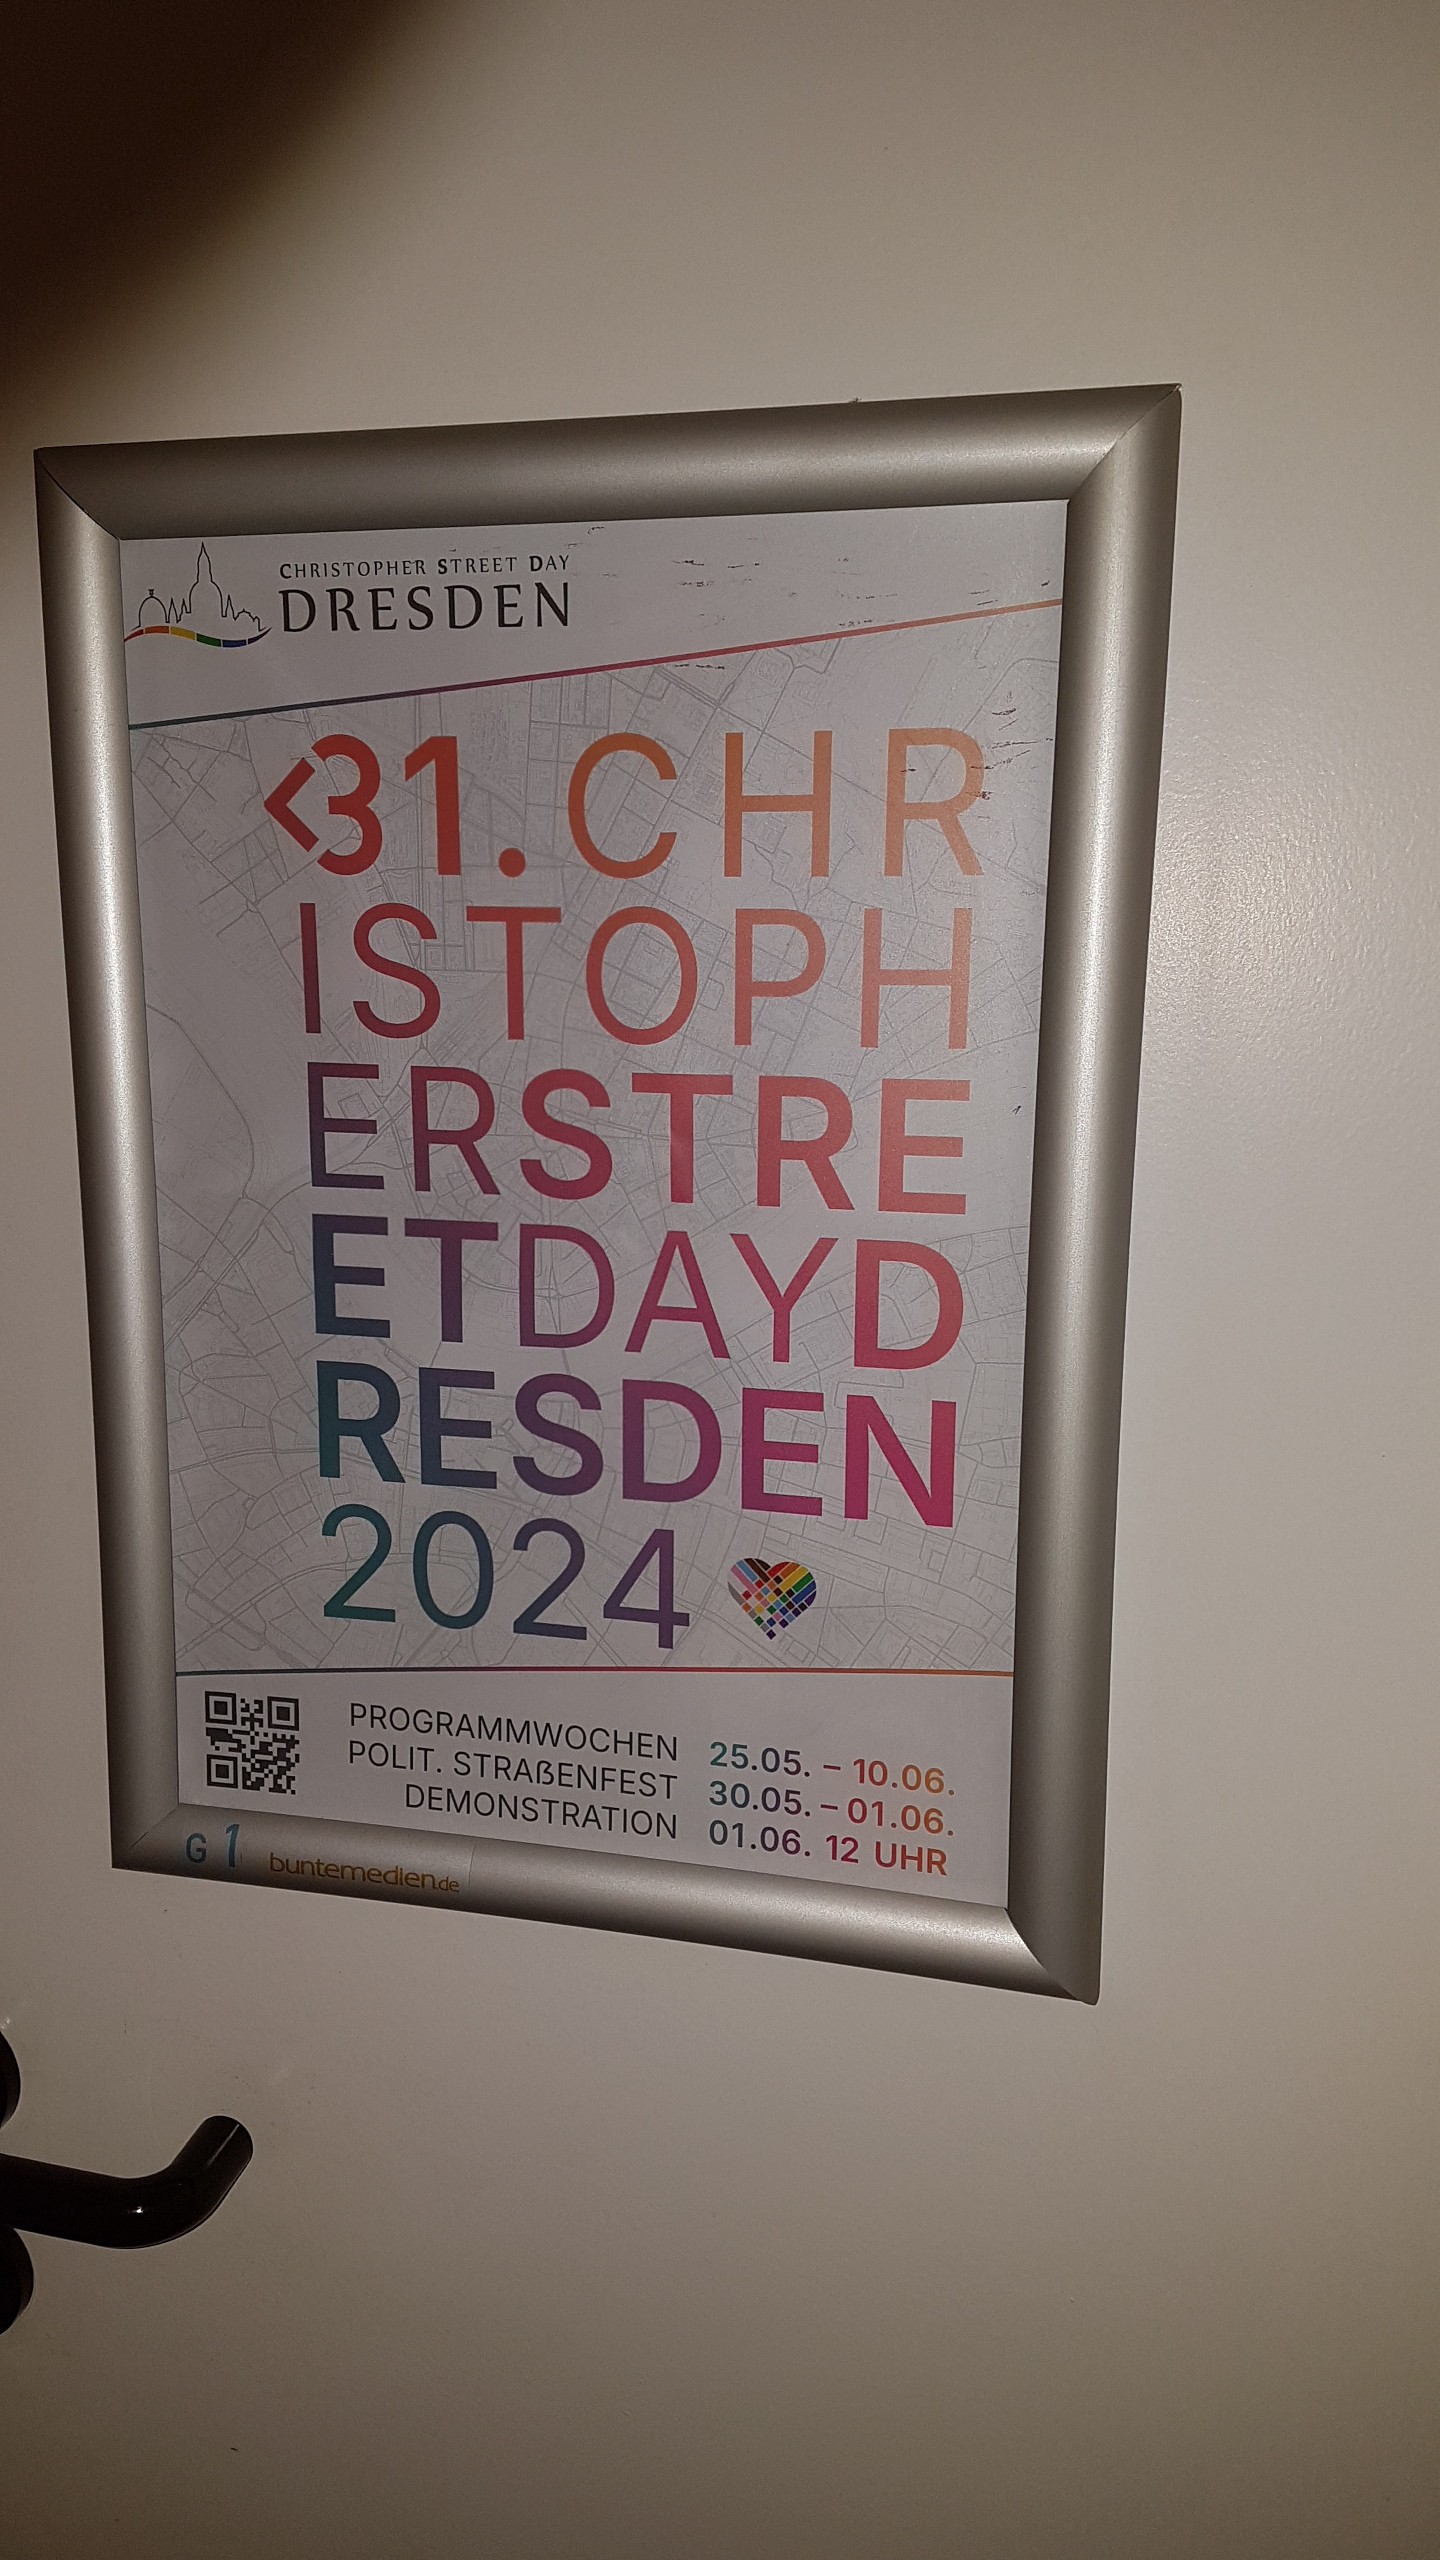 CHRISTOPHER STREET DAY
DRESDEN
<31. CHR
ISTOPH
ERSTRE
ETDAYD
RESDEN
2024
PROGRAMMWOCHEN 25.05. – 10.06.
POLIT. STRAßENFEST 30.05. – 01.06.
DEMONSTRATION 01.06. 12 UHR
G 1 buntemedien.de